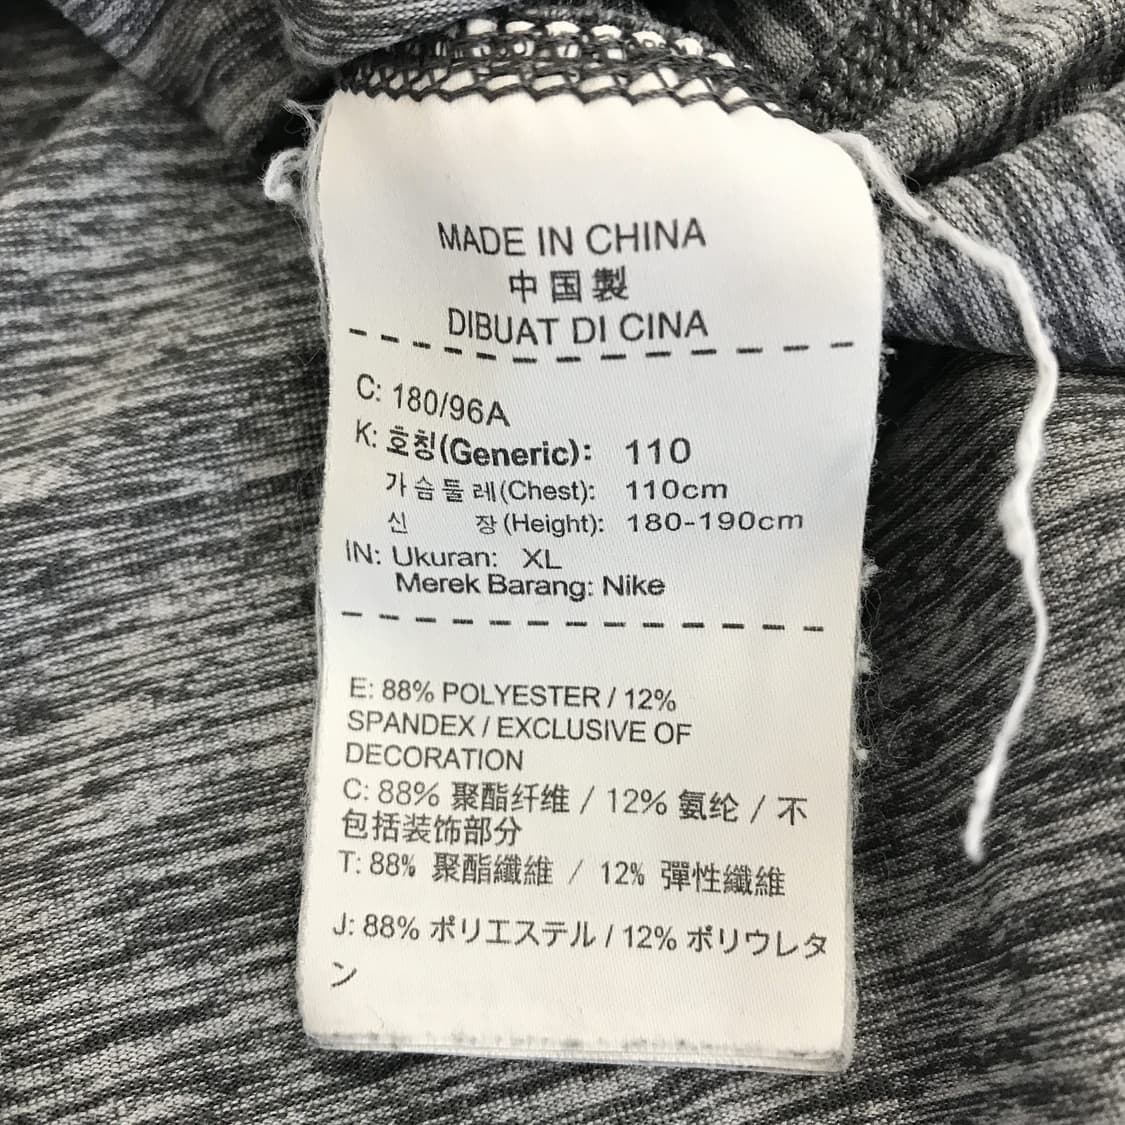 MADE IN CHINA
中国製
DIBUAT DI CINA
C: 180/96A
K: 호칭(Generic): 110
가슴둘레(Chest): 110cm
신 장(Height): 180-190cm
IN: Ukuran: XL
Merek Barang: Nike
E: 88% POLYESTER / 12%
SPANDEX / EXCLUSIVE OF
DECORATION
C: 88% 聚酯纤维 / 12% 氨纶 / 不
包括装饰部分
T: 88% 聚酯纖維 / 12% 彈性纖維
J: 88% ポリエステル / 12% ポリウレタ
ン